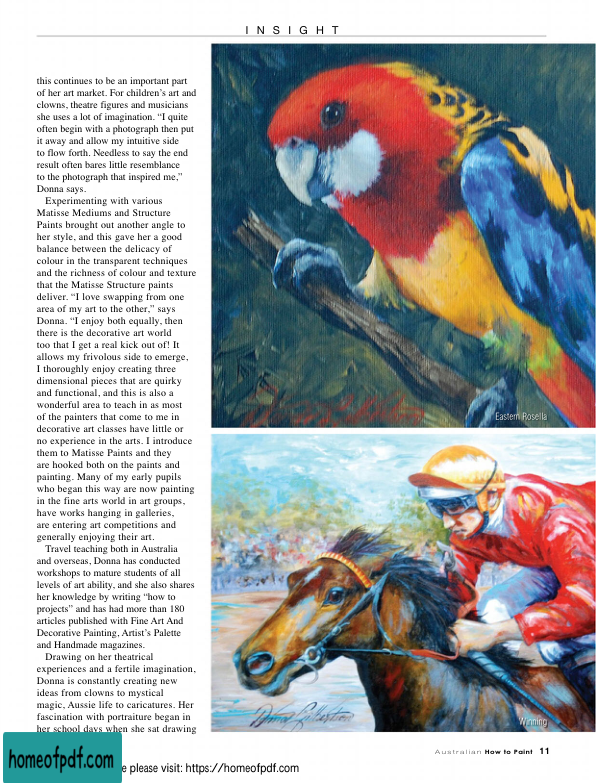 INSIGHT
this continues to be an important part
of her art market. For children's art and
clowns, theatre figures and musicians
she uses a lot of imagination. “I quite
often begin with a photograph then put
it away and allow my intuitive side
to flow forth. Needless to say the end
result often bares little resemblance
to the photograph that inspired me,”
Donna says.
Experimenting with various
Matisse Mediums and Structure
Paints brought out another angle to
her style, and this gave her a good
balance between the delicacy of
colour in the transparent techniques
and the richness of colour and texture
that the Matisse Structure paints
deliver. “I love swapping from one
area of my art to the other,” says
Donna. “I enjoy both equally, then
there is the decorative art world
too that I get a real kick out of! It
allows my frivolous side to emerge,
I thoroughly enjoy creating three
dimensional pieces that are quirky
and functional, and this is also a
wonderful area to teach in as most
of the painters that come to me in
decorative art classes have little or
no experience in the arts. I introduce
them to Matisse Paints and they
are hooked both on the paints and
painting. Many of my early pupils
who began this way are now painting
in the fine arts world in art groups,
have works hanging in galleries,
are entering art competitions and
generally enjoying their art.
Travel teaching both in Australia
and overseas, Donna has conducted
workshops to mature students of all
levels of art ability, and she also shares
her knowledge by writing “how to
projects” and has had more than 180
articles published with Fine Art And
Decorative Painting, Artist's Palette
and Handmade magazines.
Drawing on her theatrical
experiences and a fertile imagination,
Donna is constantly creating new
ideas from clowns to mystical
magic, Aussie life to caricatures. Her
fascination with portraiture began in
her school days when she sat drawing
Eastern Rosella
Winning
Australian How to Paint 11
homeofpdf.com
please visit: https://homeofpdf.com